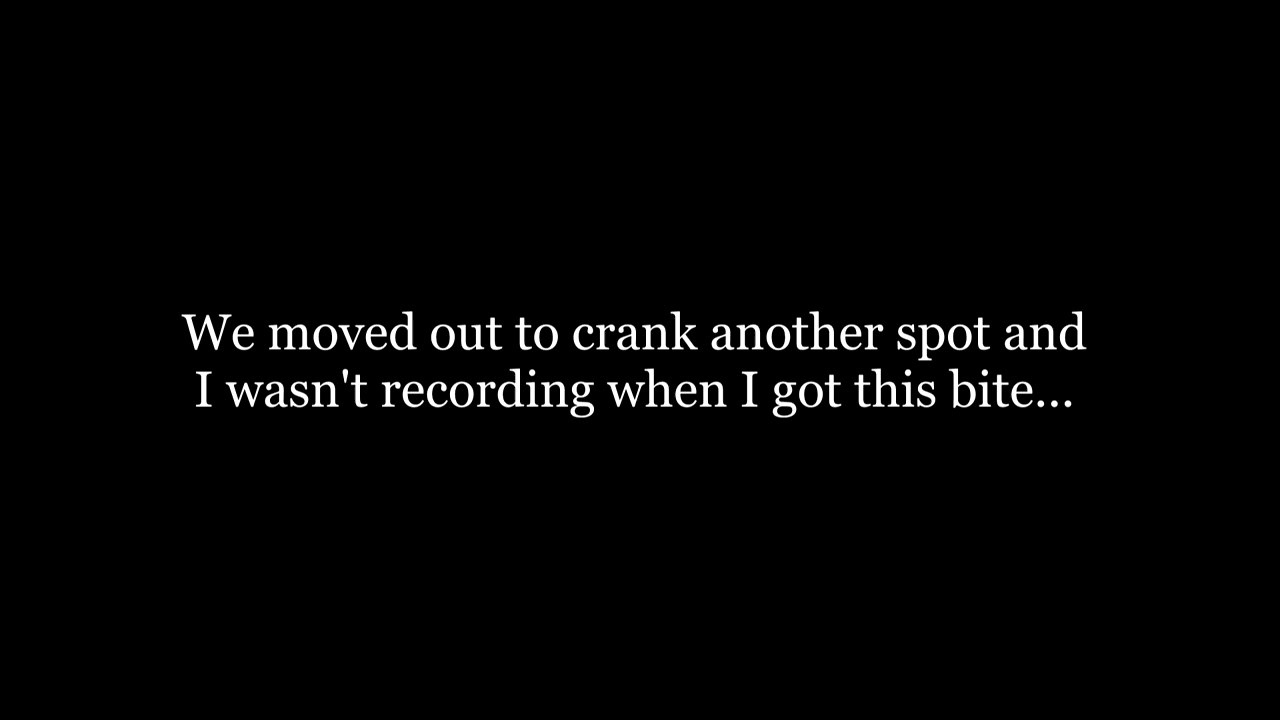 We moved out to crank another spot and
I wasn't recording when I got this bite...